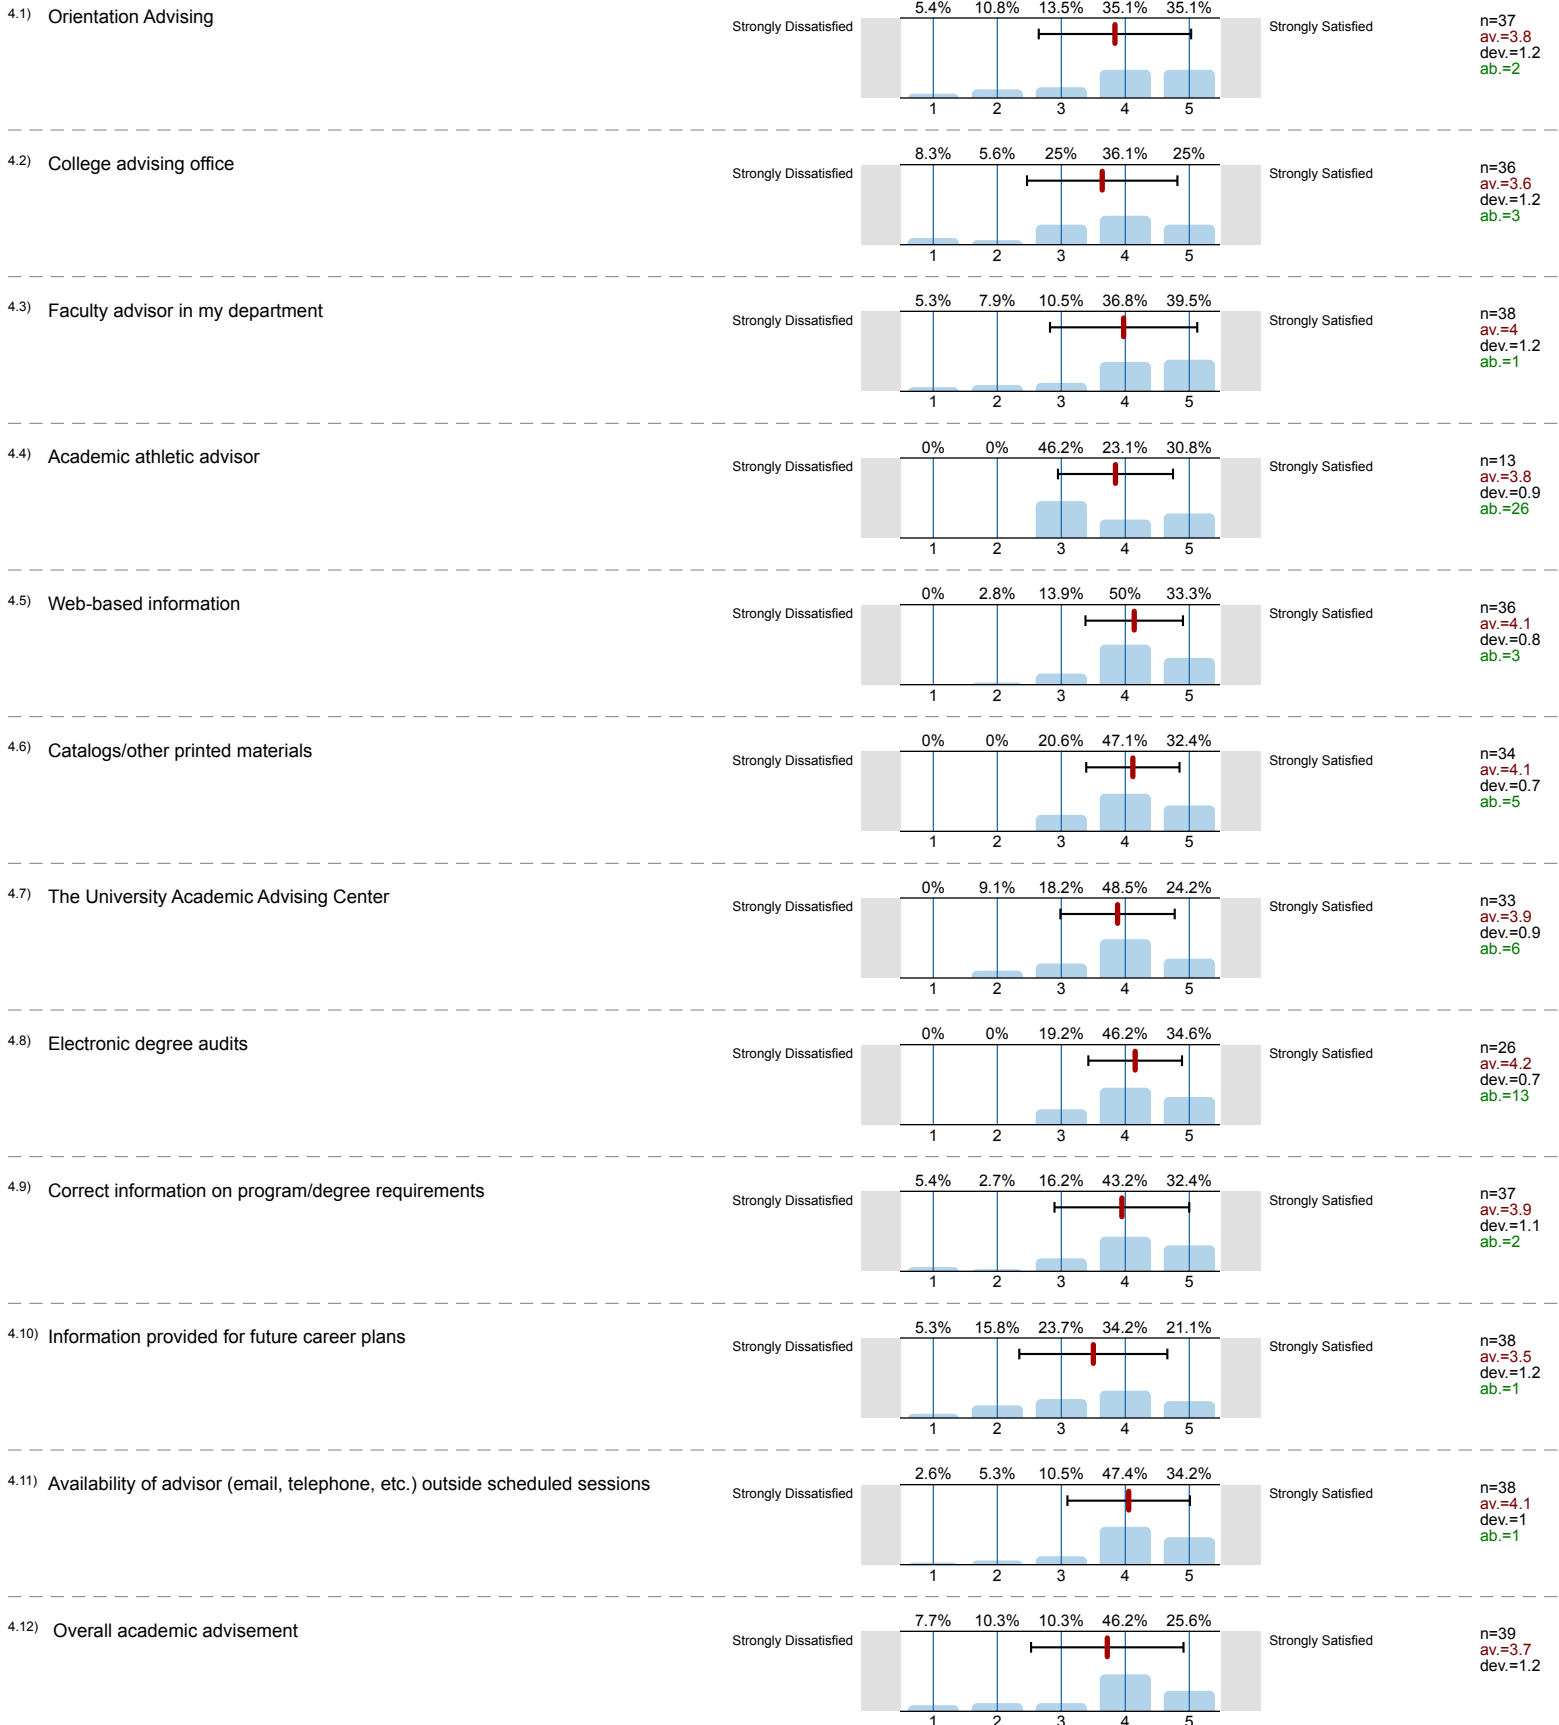 4.1) Orientation Advising
5.4% 10.8% 13.5% 35.1% 35.1%
Strongly Dissatisfied
Strongly Satisfied
n=37
av.=3.8
dev.=1.2
ab.=2
1 2 3 4 5
4.2) College advising office
8.3% 5.6% 25% 36.1% 25%
Strongly Dissatisfied
Strongly Satisfied
n=36
av.=3.6
dev.=1.2
ab.=3
1 2 3 4 5
4.3) Faculty advisor in my department
5.3% 7.9% 10.5% 36.8% 39.5%
Strongly Dissatisfied
Strongly Satisfied
n=38
av.=4
dev.=1.2
ab.=1
1 2 3 4 5
4.4) Academic athletic advisor
0% 0% 46.2% 23.1% 30.8%
Strongly Dissatisfied
Strongly Satisfied
n=13
av.=3.8
dev.=0.9
ab.=26
1 2 3 4 5
4.5) Web-based information
0% 2.8% 13.9% 50% 33.3%
Strongly Dissatisfied
Strongly Satisfied
n=36
av.=4.1
dev.=0.8
ab.=3
1 2 3 4 5
4.6) Catalogs/other printed materials
0% 0% 20.6% 47.1% 32.4%
Strongly Dissatisfied
Strongly Satisfied
n=34
av.=4.1
dev.=0.7
ab.=5
1 2 3 4 5
4.7) The University Academic Advising Center
0% 9.1% 18.2% 48.5% 24.2%
Strongly Dissatisfied
Strongly Satisfied
n=33
av.=3.9
dev.=0.9
ab.=6
1 2 3 4 5
4.8) Electronic degree audits
0% 0% 19.2% 46.2% 34.6%
Strongly Dissatisfied
Strongly Satisfied
n=26
av.=4.2
dev.=0.7
ab.=13
1 2 3 4 5
4.9) Correct information on program/degree requirements
5.4% 2.7% 16.2% 43.2% 32.4%
Strongly Dissatisfied
Strongly Satisfied
n=37
av.=3.9
dev.=1.1
ab.=2
1 2 3 4 5
4.10) Information provided for future career plans
5.3% 15.8% 23.7% 34.2% 21.1%
Strongly Dissatisfied
Strongly Satisfied
n=38
av.=3.5
dev.=1.2
ab.=1
1 2 3 4 5
4.11) Availability of advisor (email, telephone, etc.) outside scheduled sessions
2.6% 5.3% 10.5% 47.4% 34.2%
Strongly Dissatisfied
Strongly Satisfied
n=38
av.=4.1
dev.=1
ab.=1
1 2 3 4 5
4.12) Overall academic advisement
7.7% 10.3% 10.3% 46.2% 25.6%
Strongly Dissatisfied
Strongly Satisfied
n=39
av.=3.7
dev.=1.2
1 2 3 4 5